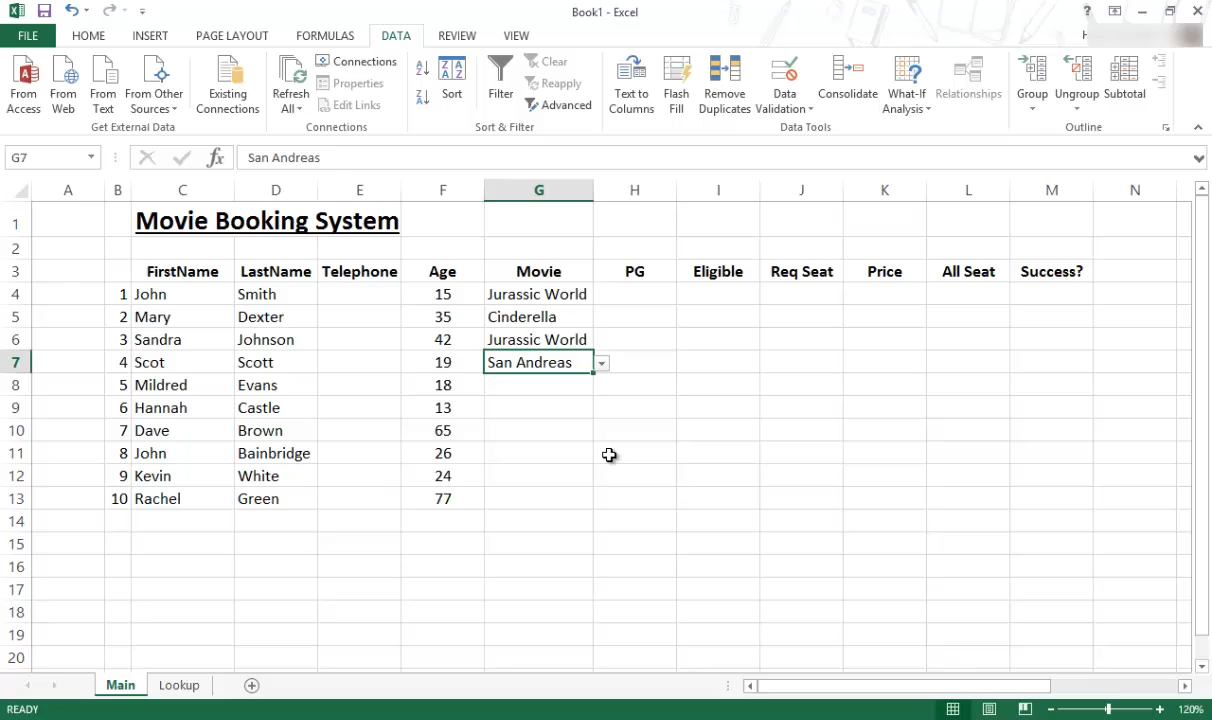 Book1 - Excel
?
FILE HOME INSERT PAGE LAYOUT FORMULAS DATA REVIEW VIEW
From Access
From Web
From Text
From Other Sources
Existing Connections
Get External Data
Refresh All
Connections
Properties
Edit Links
Connections
Sort
Filter
Clear
Reapply
Advanced
Sort & Filter
Text to Columns
Flash Fill
Remove Duplicates
Data Validation
Consolidate
What-If Analysis
Relationships
Data Tools
Group
Ungroup
Subtotal
Outline
G7 fx San Andreas
A B C D E F G H I J K L M N
1 Movie Booking System
2
3 FirstName LastName Telephone Age Movie PG Eligible Req Seat Price All Seat Success?
4 1 John Smith 15 Jurassic World
5 2 Mary Dexter 35 Cinderella
6 3 Sandra Johnson 42 Jurassic World
7 4 Scot Scott 19 San Andreas
8 5 Mildred Evans 18
9 6 Hannah Castle 13
10 7 Dave Brown 65
11 8 John Bainbridge 26
12 9 Kevin White 24
13 10 Rachel Green 77
14
15
16
17
18
19
20
Main Lookup
READY 120%